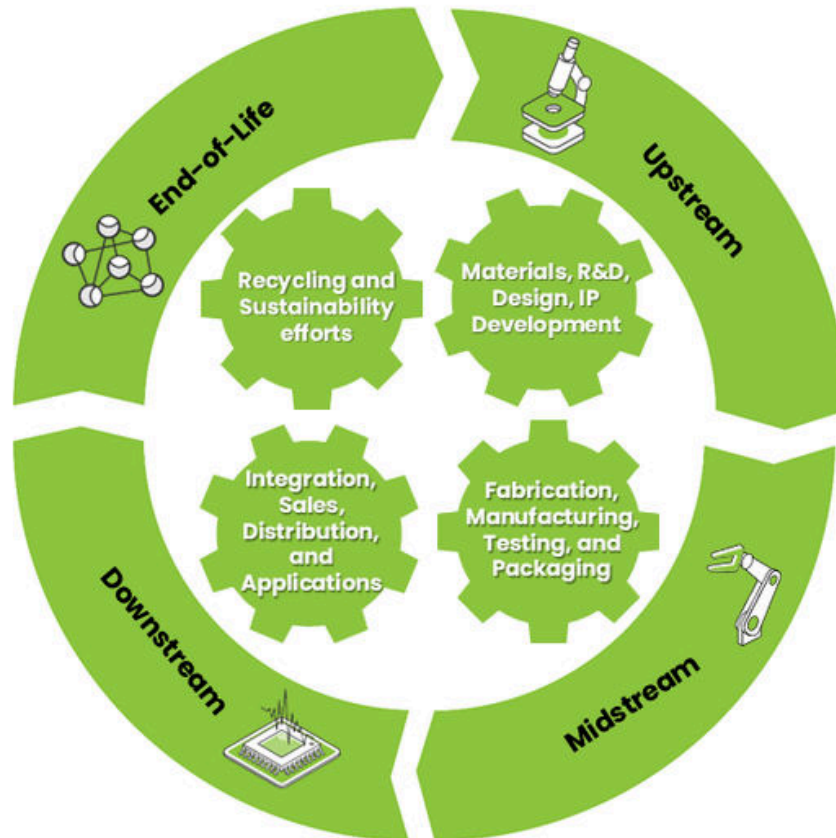 End-of-Life
Upstream
Recycling and
Sustainability
efforts
Materials, R&D,
Design, IP
Development
Integration,
Sales,
Distribution,
and
Applications
Fabrication,
Manufacturing,
Testing, and
Packaging
Downstream
Midstream